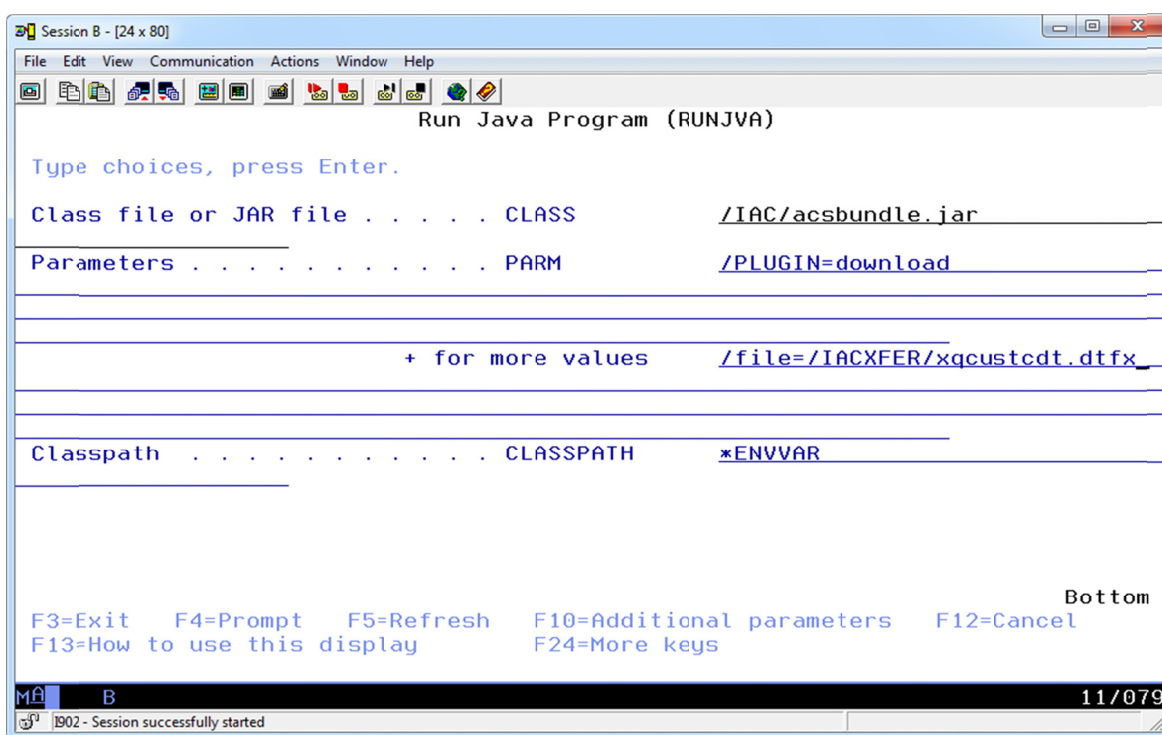 Session B - [24 x 80]
File Edit View Communication Actions Window Help
Run Java Program (RUNJVA)
Type choices, press Enter.
Class file or JAR file . . . . . CLASS /IAC/acsbundle.jar
Parameters . . . . . . . . . . . . PARM /PLUGIN=download
+ for more values /file=/IACXFER/xqcustcdt.dtfx_
Classpath . . . . . . . . . . . . CLASSPATH *ENVVAR
Bottom
F3=Exit F4=Prompt F5=Refresh F10=Additional parameters F12=Cancel
F13=How to use this display F24=More keys
MA B 11/079
I902 - Session successfully started